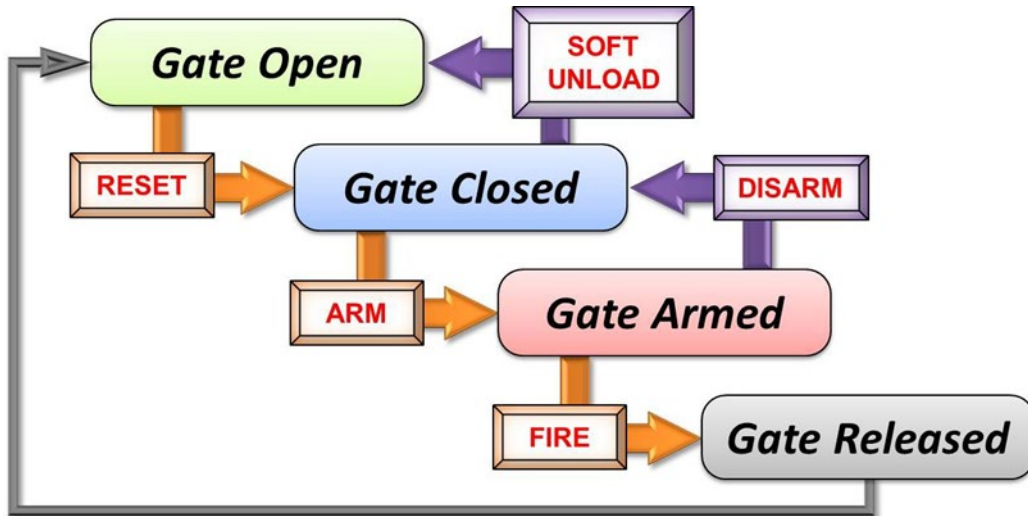 Gate Open
SOFT
UNLOAD
RESET
Gate Closed
DISARM
ARM
Gate Armed
FIRE
Gate Released